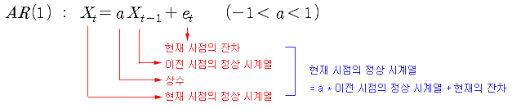 AR(1) : Xₜ = aXₜ₋₁ + eₜ (−1 < a < 1)
현재 시점의 잔차
이전 시점의 정상 시계열
상수
현재 시점의 정상 시계열
현재 시점의 정상 시계열
= a * 이전 시점의 정상 시계열 + 현재의 잔차